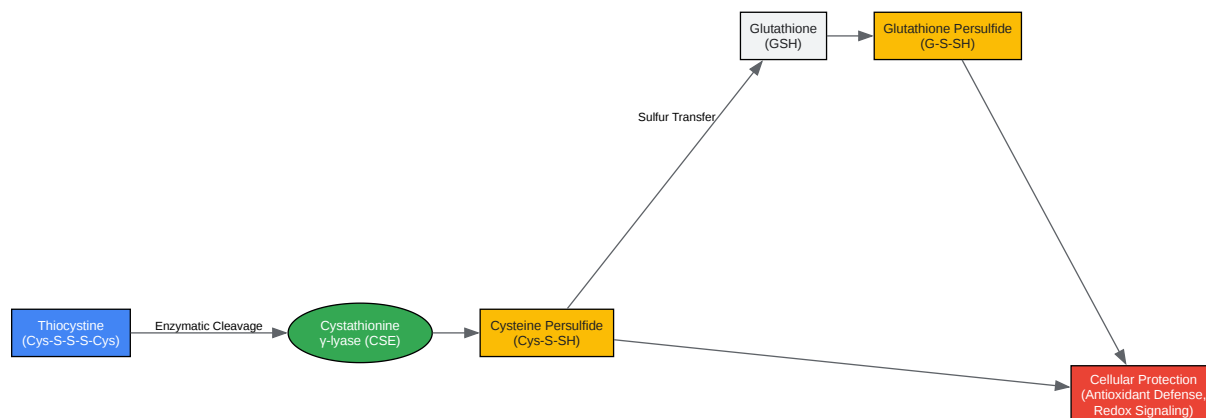 Glutathione
(GSH)
Glutathione Persulfide
(G-S-SH)
Sulfur Transfer
Thiocystine
(Cys-S-S-S-Cys)
Enzymatic Cleavage
Cystathionine
γ-lyase (CSE)
Cysteine Persulfide
(Cys-S-SH)
Cellular Protection
(Antioxidant Defense,
Redox Signaling)